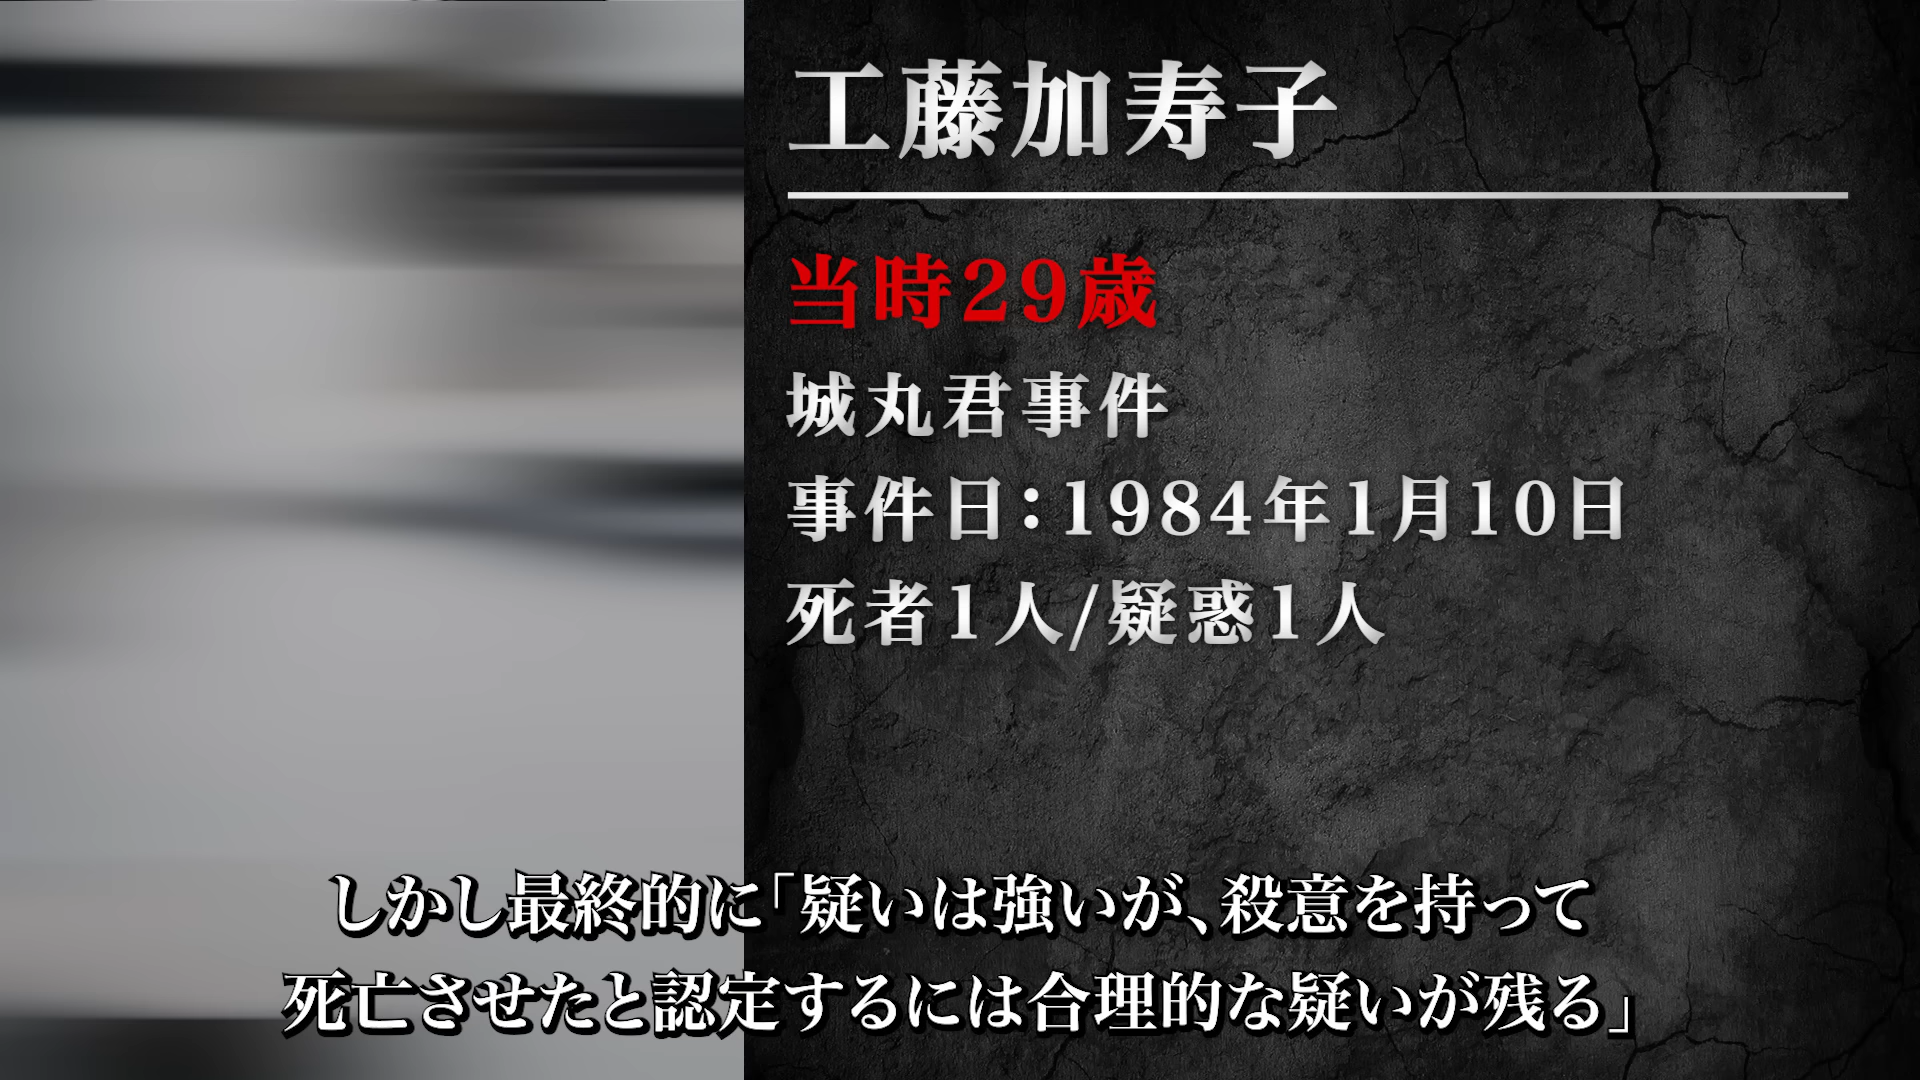 工藤加寿子
当時29歳
城丸君事件
事件日：1984年1月10日
死者1人/疑惑1人
しかし最終的に「疑いは強いが、殺意を持って
死亡させたと認定するには合理的な疑いが残る」